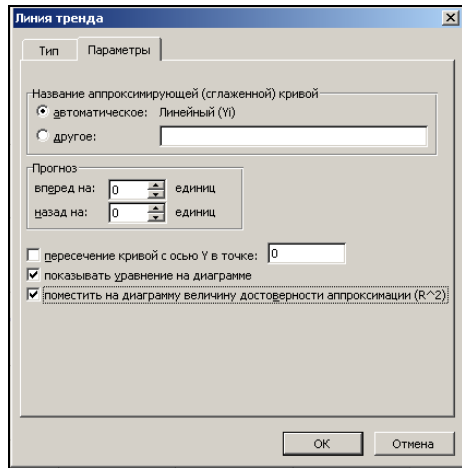 Линия тренда
Тип Параметры
Название аппроксимирующей (сглаженной) кривой
автоматическое: Линейный (Yi)
другое:
Прогноз
вперед на: 0 единиц
назад на: 0 единиц
пересечение кривой с осью Y в точке: 0
показывать уравнение на диаграмме
поместить на диаграмму величину достоверности аппроксимации (R^2)
OK Отмена